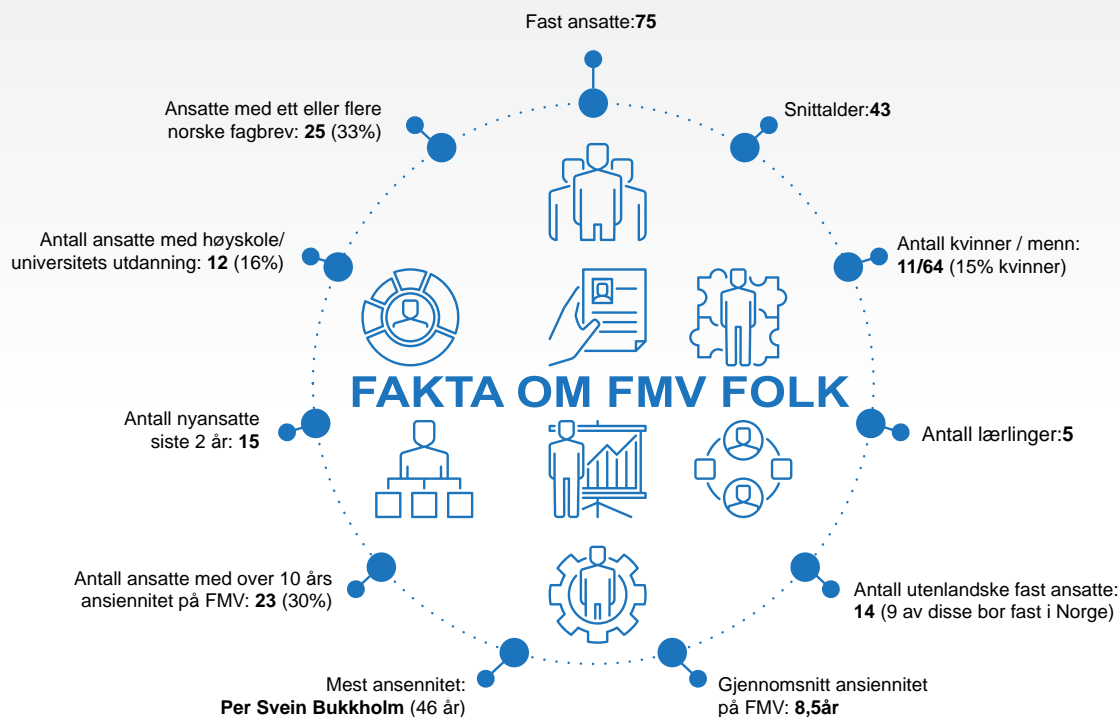 Fast ansatte:75
Ansatte med ett eller flere
norske fagbrev: 25 (33%)
Snittalder:43
Antall ansatte med høyskole/
universitets utdanning: 12 (16%)
Antall kvinner / menn:
11/64 (15% kvinner)
FAKTA OM FMV FOLK
Antall nyansatte
siste 2 år: 15
Antall lærlinger:5
Antall ansatte med over 10 års
ansiennitet på FMV: 23 (30%)
Antall utenlandske fast ansatte:
14 (9 av disse bor fast i Norge)
Mest ansennitet:
Per Svein Bukkholm (46 år)
Gjennomsnitt ansiennitet
på FMV: 8,5år